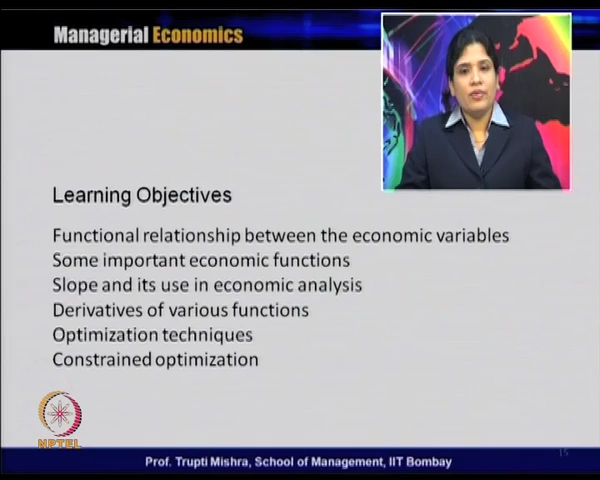 Managerial Economics
Learning Objectives
Functional relationship between the economic variables
Some important economic functions
Slope and its use in economic analysis
Derivatives of various functions
Optimization techniques
Constrained optimization
NPTEL
Prof. Trupti Mishra, School of Management, IIT Bombay
15